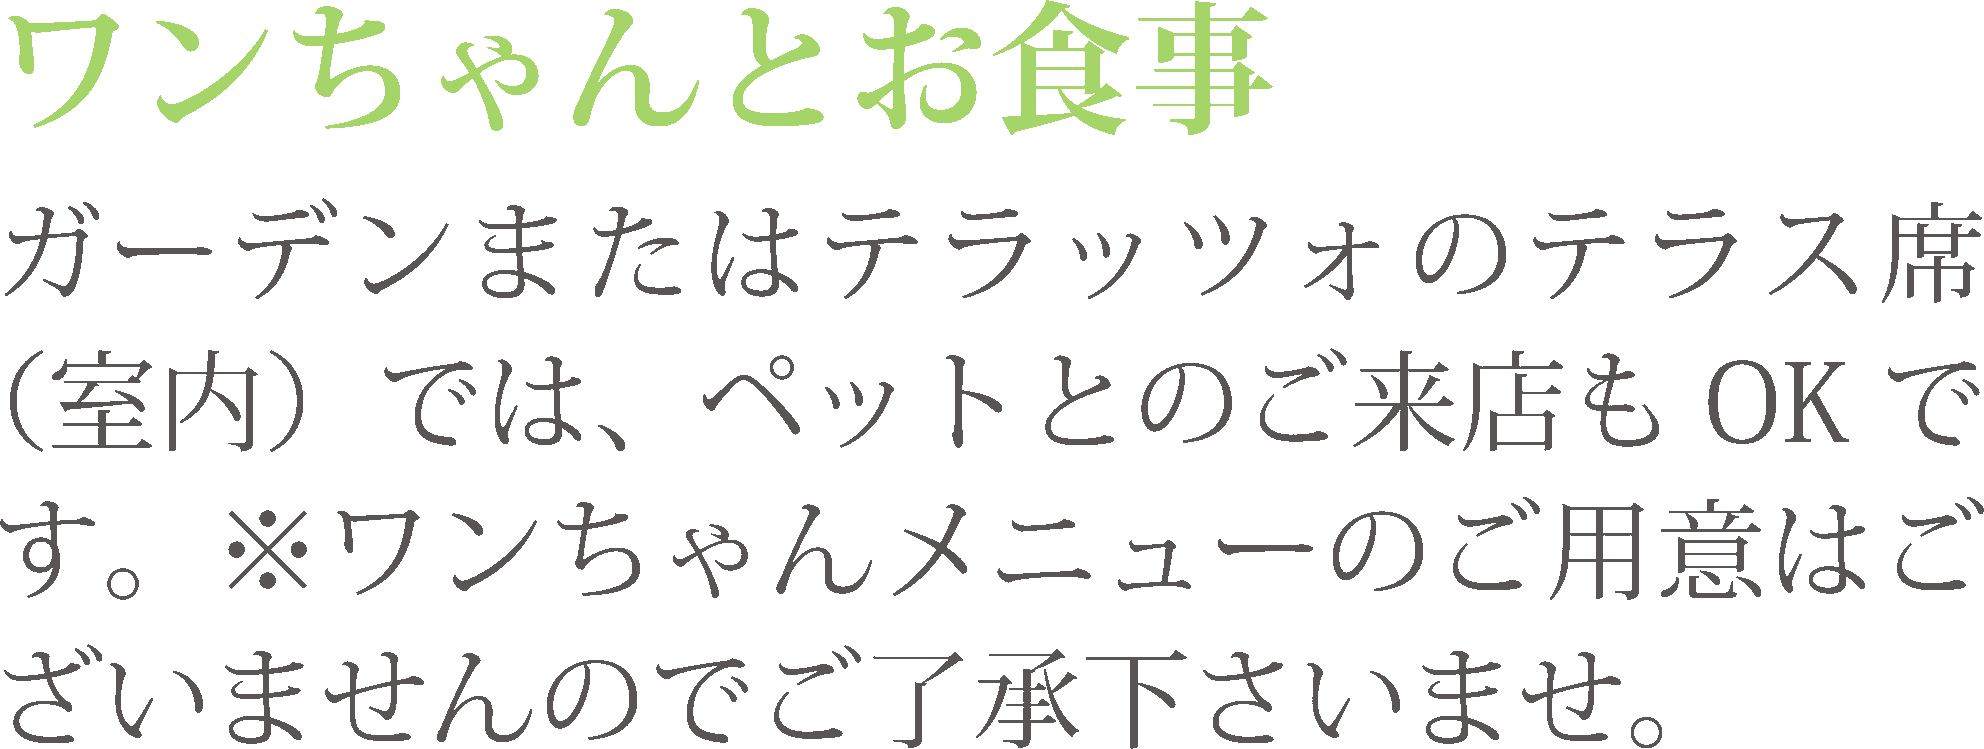 ワンちゃんとお食事
ガーデンまたはテラッツォのテラス席
（室内）では、ペットとのご来店もOKで
す。※ワンちゃんメニューのご用意はご
ざいませんのでご了承下さいませ。